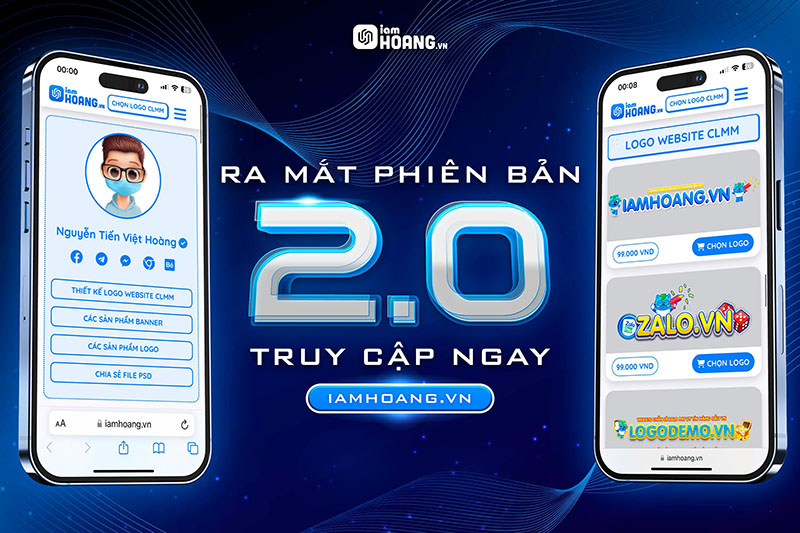 iam
HOANG.VN
RA MẮT PHIÊN BẢN
2.0
TRUY CẬP NGAY
IAMHOANG.VN
00:00
iam
HOANG.VN
CHỌN LOGO CLMM
Nguyễn Tiến Việt Hoàng
Bē
THIẾT KẾ LOGO WEBSITE CLMM
CÁC SẢN PHẨM BANNER
CÁC SẢN PHẨM LOGO
CHIA SẺ FILE PSD
AA
iamhoang.vn
00:08
iam
HOANG.VN
CHỌN LOGO CLMM
LOGO WEBSITE CLMM
IAMHOANG.VN
99.000 VNĐ
CHỌN LOGO
ZALO.VN
99.000 VNĐ
CHỌN LOGO
LOGODEMO.VN
iamhoang.vn